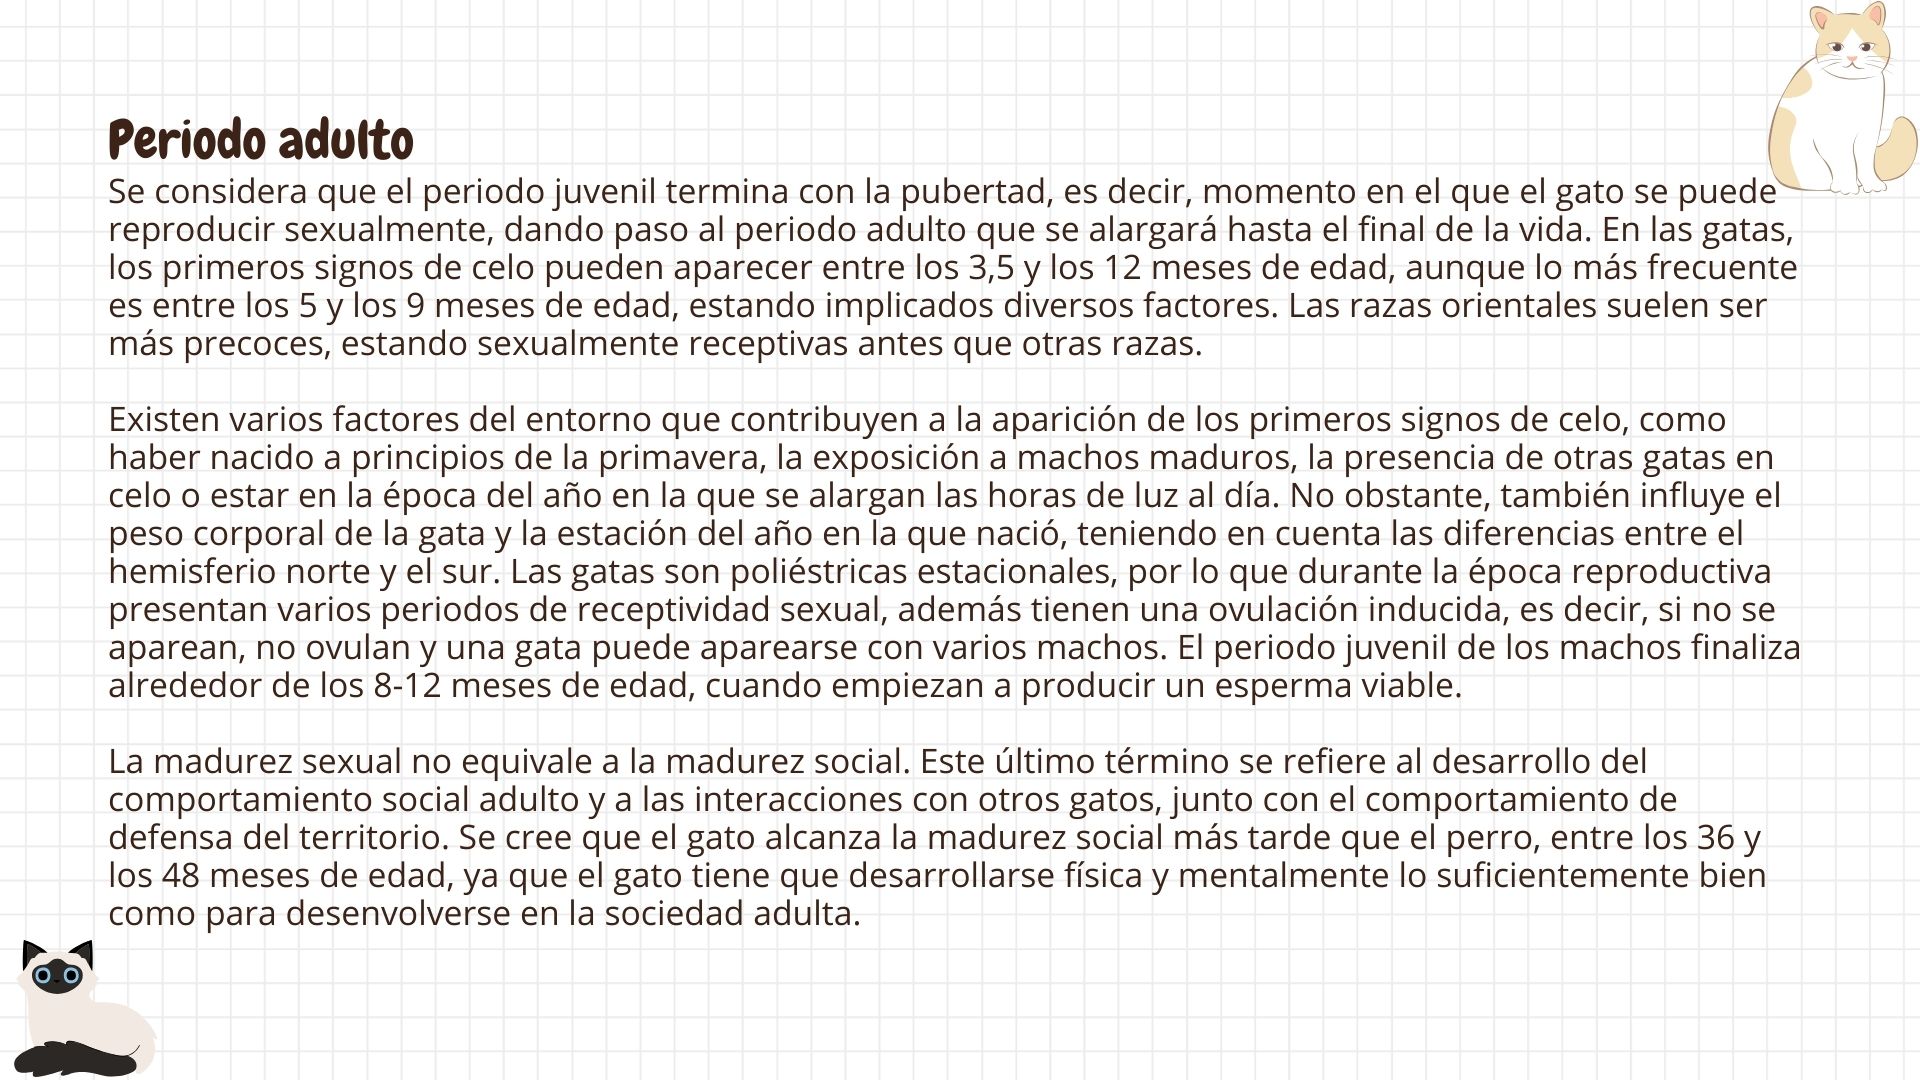 Periodo adulto
Se considera que el periodo juvenil termina con la pubertad, es decir, momento en el que el gato se puede
reproducir sexualmente, dando paso al periodo adulto que se alargará hasta el final de la vida. En las gatas,
los primeros signos de celo pueden aparecer entre los 3,5 y los 12 meses de edad, aunque lo más frecuente
es entre los 5 y los 9 meses de edad, estando implicados diversos factores. Las razas orientales suelen ser
más precoces, estando sexualmente receptivas antes que otras razas.
Existen varios factores del entorno que contribuyen a la aparición de los primeros signos de celo, como
haber nacido a principios de la primavera, la exposición a machos maduros, la presencia de otras gatas en
celo o estar en la época del año en la que se alargan las horas de luz al día. No obstante, también influye el
peso corporal de la gata y la estación del año en la que nació, teniendo en cuenta las diferencias entre el
hemisferio norte y el sur. Las gatas son poliéstricas estacionales, por lo que durante la época reproductiva
presentan varios periodos de receptividad sexual, además tienen una ovulación inducida, es decir, si no se
aparean, no ovulan y una gata puede aparearse con varios machos. El periodo juvenil de los machos finaliza
alrededor de los 8-12 meses de edad, cuando empiezan a producir un esperma viable.
La madurez sexual no equivale a la madurez social. Este último término se refiere al desarrollo del
comportamiento social adulto y a las interacciones con otros gatos, junto con el comportamiento de
defensa del territorio. Se cree que el gato alcanza la madurez social más tarde que el perro, entre los 36 y
los 48 meses de edad, ya que el gato tiene que desarrollarse física y mentalmente lo suficientemente bien
como para desenvolverse en la sociedad adulta.